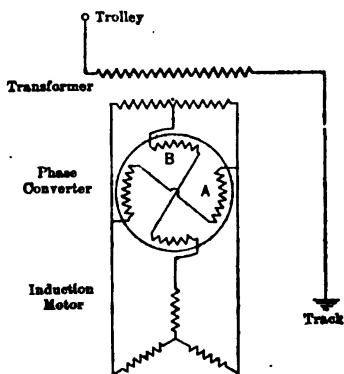 Trolley
Transformer
B
Phase
Converter
A
Induction
Motor
Track